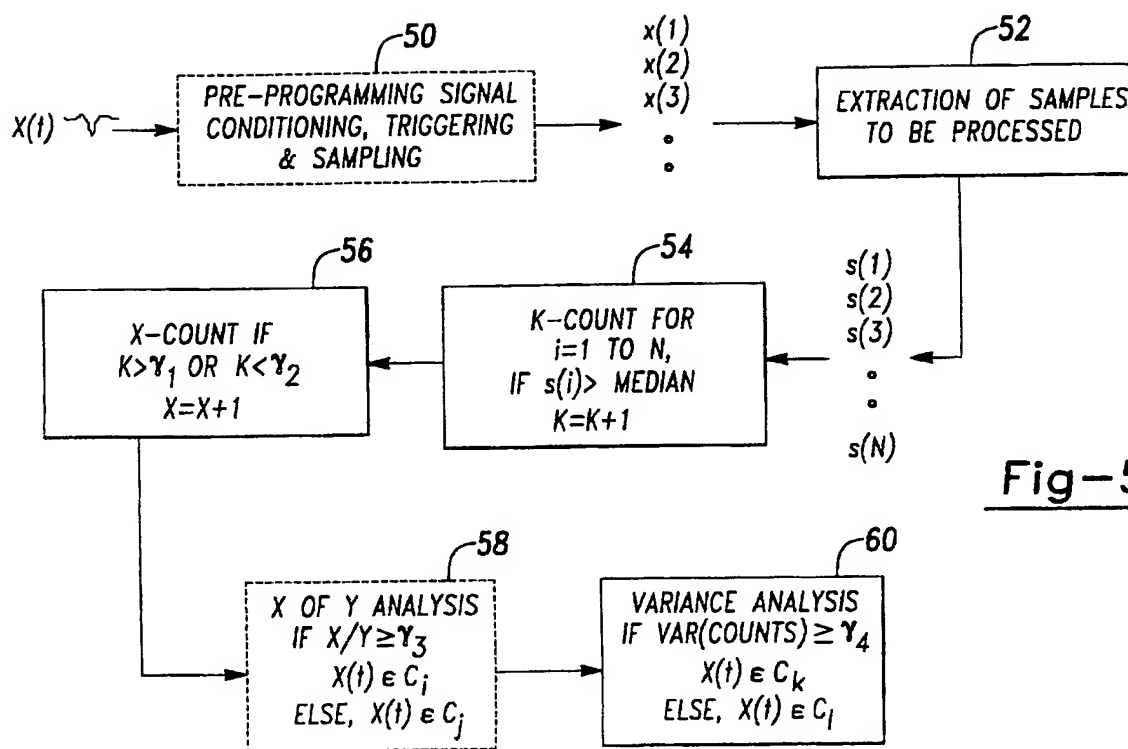 50
X(t)
PRE-PROGRAMMING SIGNAL
CONDITIONING, TRIGGERING
& SAMPLING
x(1)
x(2)
x(3)
52
EXTRACTION OF SAMPLES
TO BE PROCESSED
s(1)
s(2)
s(3)
s(N)
54
K-COUNT FOR
i=1 TO N,
IF s(i)> MEDIAN
K=K+1
56
X-COUNT IF
K>γ1 OR K<γ2
X=X+1
58
X OF Y ANALYSIS
IF X/Y≥γ3
X(t) ε Ci
ELSE, X(t) ε Cj
60
VARIANCE ANALYSIS
IF VAR(COUNTS)≥γ4
X(t) ε Ck
ELSE, X(t) ε Cl
Fig-5